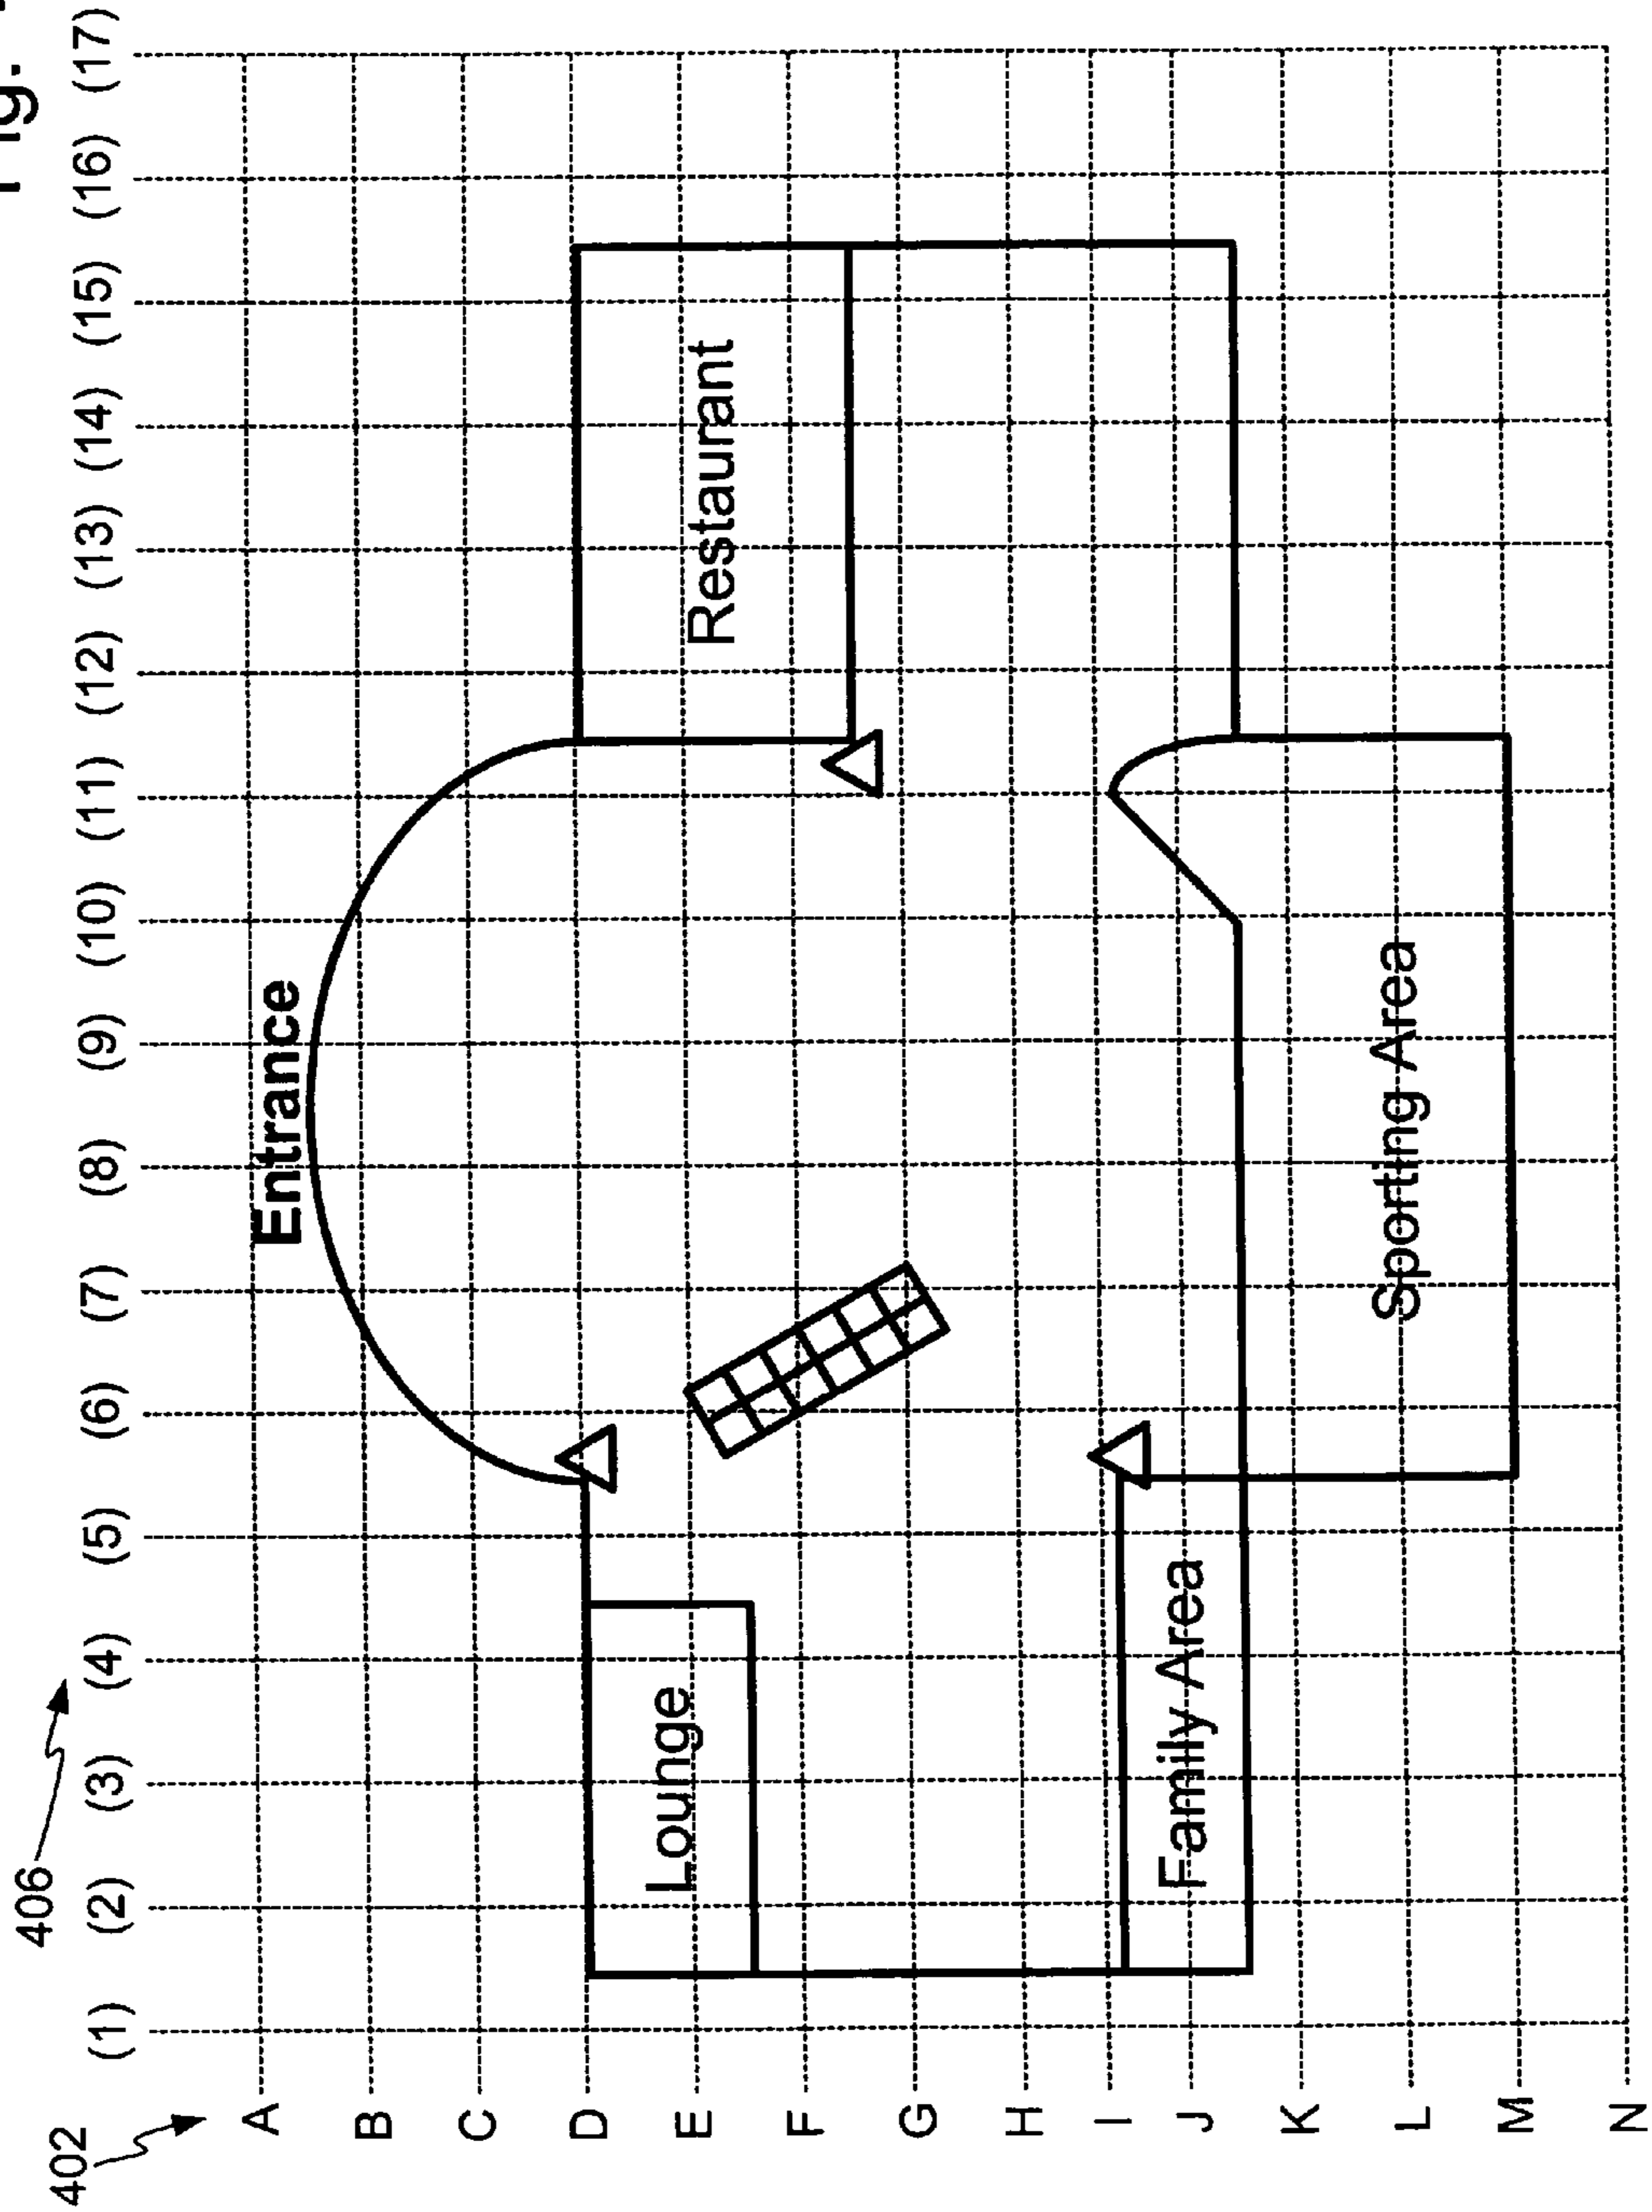 Fig.
406
402
(1) (2) (3) (4) (5) (6) (7) (8) (9) (10) (11) (12) (13) (14) (15) (16) (17)
A
Entrance
B
C
D
Lounge
Restaurant
E
F
G
H
I
Family Area
J
K
Sporting Area
L
M
N